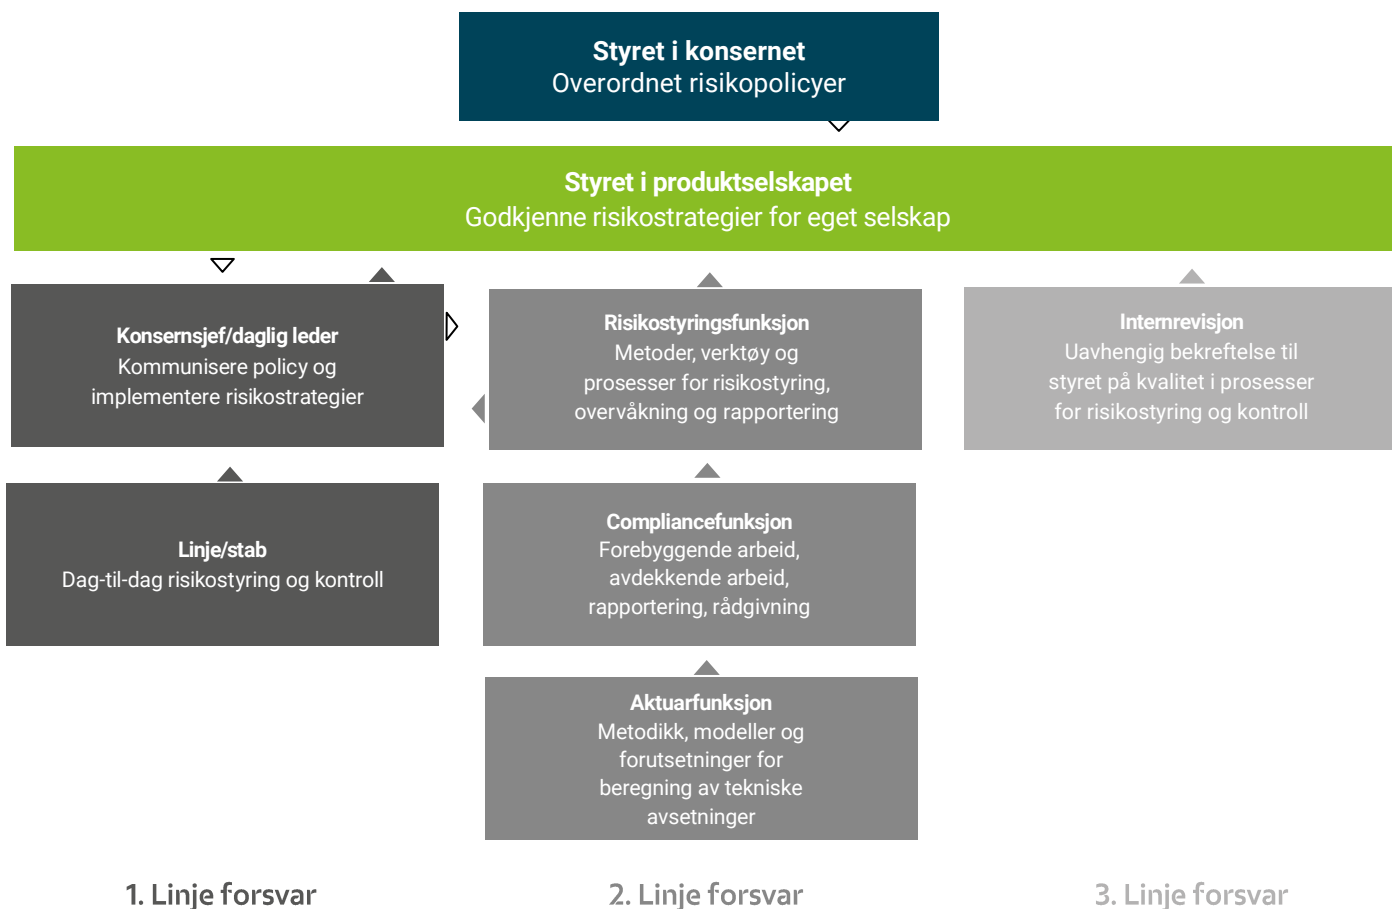 Styret i konsernet
Overordnet risikopolicyer
Styret i produktselskapet
Godkjenne risikostrategier for eget selskap
Konsernsjef/daglig leder
Kommunisere policy og
implementere risikostrategier
Risikostyringsfunksjon
Metoder, verktøy og
prosesser for risikostyring,
overvåkning og rapportering
Internrevisjon
Uavhengig bekreftelse til
styret på kvalitet i prosesser
for risikostyring og kontroll
Linje/stab
Dag-til-dag risikostyring og kontroll
Compliancefunksjon
Forebyggende arbeid,
avdekkende arbeid,
rapportering, rådgivning
Aktuarfunksjon
Metodikk, modeller og
forutsetninger for
beregning av tekniske
avsetninger
1. Linje forsvar
2. Linje forsvar
3. Linje forsvar